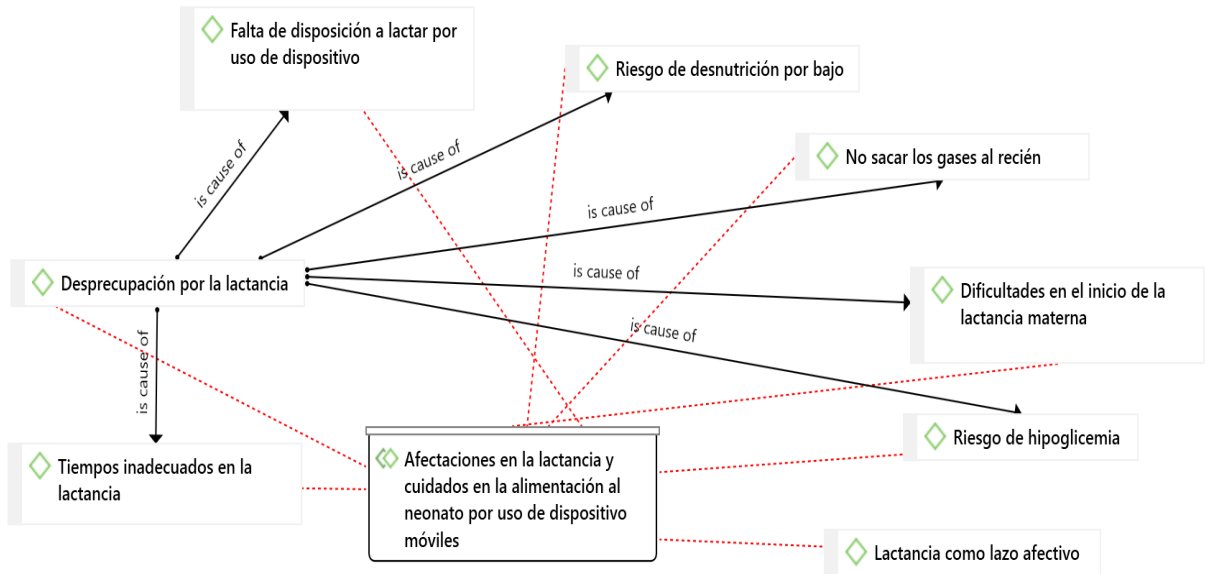 Falta de disposición a lactar por
uso de dispositivo
Riesgo de desnutrición por bajo
is cause of
is cause of
No sacar los gases al recién
is cause of
Desprecupación por la lactancia
is cause of
Dificultades en el inicio de la
lactancia materna
is cause of
is cause of
Riesgo de hipoglicemia
Tiempos inadecuados en la
lactancia
Afectaciones en la lactancia y
cuidados en la alimentación al
neonato por uso de dispositivo
móviles
Lactancia como lazo afectivo